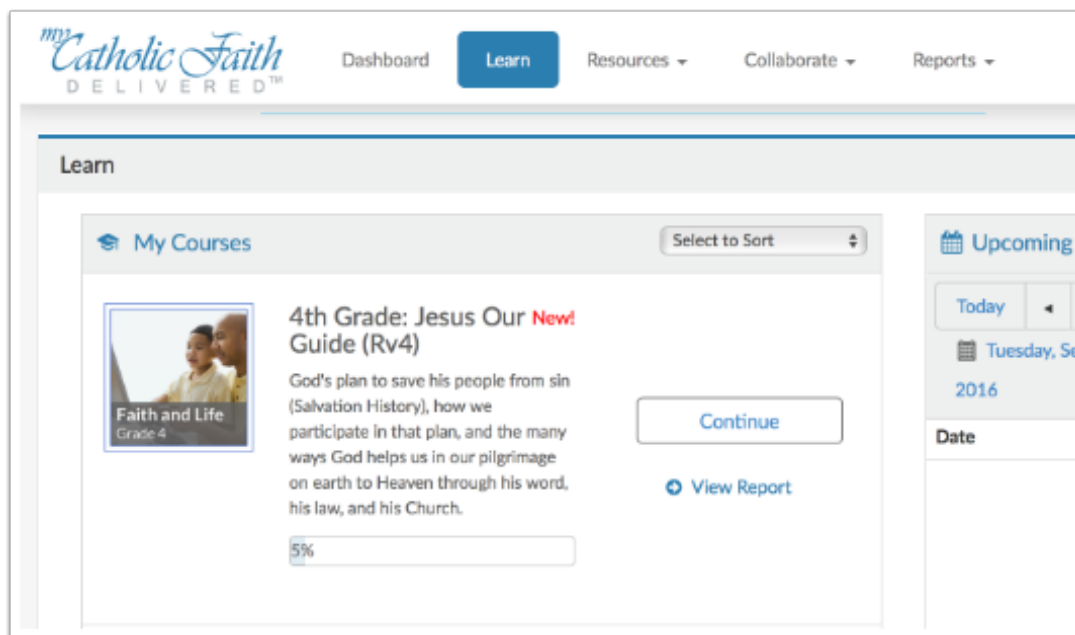 my Catholic Faith
DELIVERED™
Dashboard
Learn
Resources
Collaborate
Reports
Learn
My Courses
Select to Sort
Upcoming
4th Grade: Jesus Our New!
Guide (Rv4)
God's plan to save his people from sin
(Salvation History), how we
participate in that plan, and the many
ways God helps us in our pilgrimage
on earth to Heaven through his word,
his law, and his Church.
5%
Faith and Life
Grade 4
Continue
View Report
Today
Tuesday, Se
2016
Date